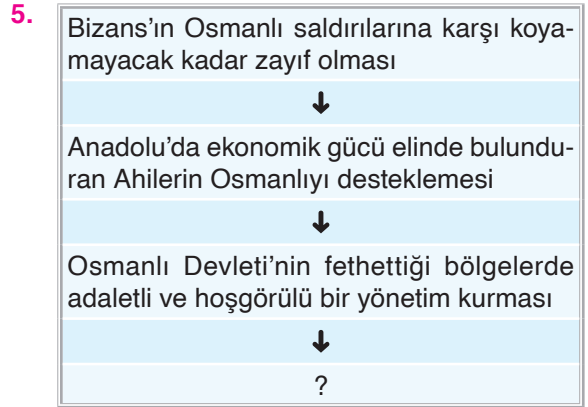 5.
Bizans’ın Osmanlı saldırılarına karşı koya-
mayacak kadar zayıf olması
Anadolu’da ekonomik gücü elinde bulundu-
ran Ahilerin Osmanlıyı desteklemesi
Osmanlı Devleti’nin fethettiği bölgelerde
adaletli ve hoşgörülü bir yönetim kurması
?